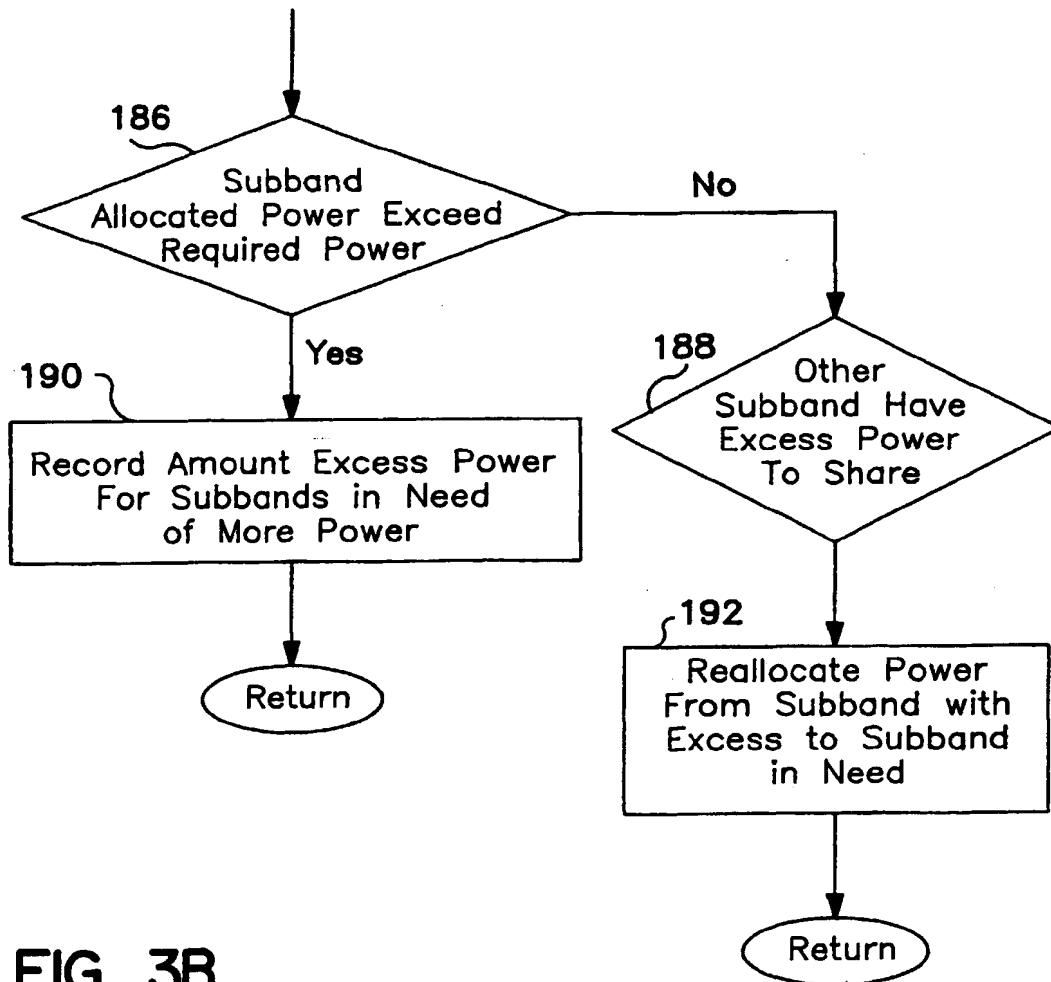 186
Subband
Allocated Power Exceed
Required Power
No
Yes
188
Other
Subband Have
Excess Power
To Share
190
Record Amount Excess Power
For Subbands in Need
of More Power
192
Reallocate Power
From Subband with
Excess to Subband
in Need
Return
Return
FIG. 3B